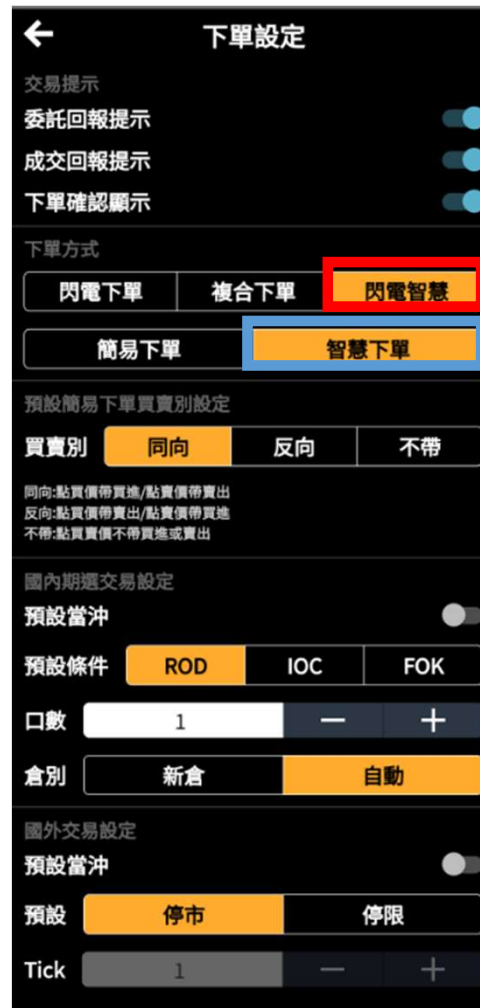 下單設定
交易提示
委託回報提示
成交回報提示
下單確認顯示
下單方式
閃電下單 複合下單 閃電智慧
簡易下單 智慧下單
預設簡易下單買賣別設定
買賣別 同向 反向 不帶
同向:點買價帶買進/點賣價帶賣出
反向:點買價帶賣出/點賣價帶買進
不帶:點買賣價不帶買進或賣出
國內期選交易設定
預設當沖
預設條件 ROD IOC FOK
口數 1
倉別 新倉 自動
國外交易設定
預設當沖
預設 停市 停限
Tick 1